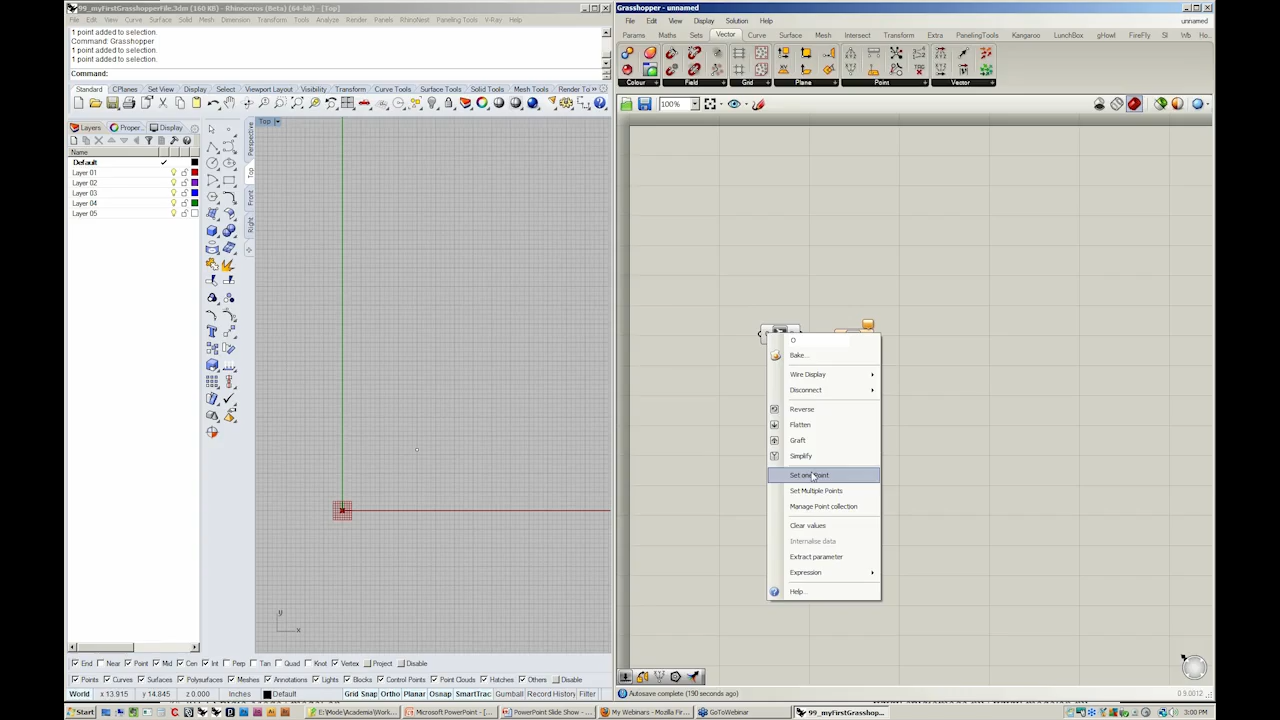 99_myFirstGrasshopperFile.3dm (160 KB) - Rhinoceros (Beta) (64-bit) - [Top]
File Edit View Curve Surface Solid Mesh Dimension Transform Tools Analyze Render Panels RhinoNest Paneling Tools V-Ray Help
1 point added to selection.
Command: Grasshopper
1 point added to selection.
1 point added to selection.
Command:
Standard CPlanes Set View Display Select Viewport Layout Visibility Transform Curve Tools Surface Tools Solid Tools Mesh Tools Render To »
Layers Proper... Display
Name
Default
Layer 01
Layer 02
Layer 03
Layer 04
Layer 05
Top
Perspective
Top
Front
Right
y
x
End Near Point Mid Cen Int Perp Tan Quad Knot Vertex Project Disable
Points Curves Surfaces Polysurfaces Meshes Annotations Lights Blocks Control Points Point Clouds Hatches Others Disable
World x 13.915 y 14.845 z 0.000 Inches Default Grid Snap Ortho Planar Osnap SmartTrac Gumball Record History Filter
Grasshopper - unnamed
File Edit View Display Solution Help unnamed
Params Maths Sets Vector Curve Surface Mesh Intersect Transform Extra PanelingTools Kangaroo LunchBox gHowl FireFly SI Wb Ho..
Colour Field Grid Plane Point Vector
100%
O
Bake...
Wire Display
Disconnect
Reverse
Flatten
Graft
Simplify
Set one Point
Set Multiple Points
Manage Point collection
Clear values
Internalise data
Extract parameter
Expression
Help...
Autosave complete (190 seconds ago) 0 9.0012
Start E:\Mode\Academia\Work... Microsoft PowerPoint - [... PowerPoint Slide Show - ... My Webinars - Mozilla Fire... GoToWebinar 99_myFirstGrasshop... 3:00 PM